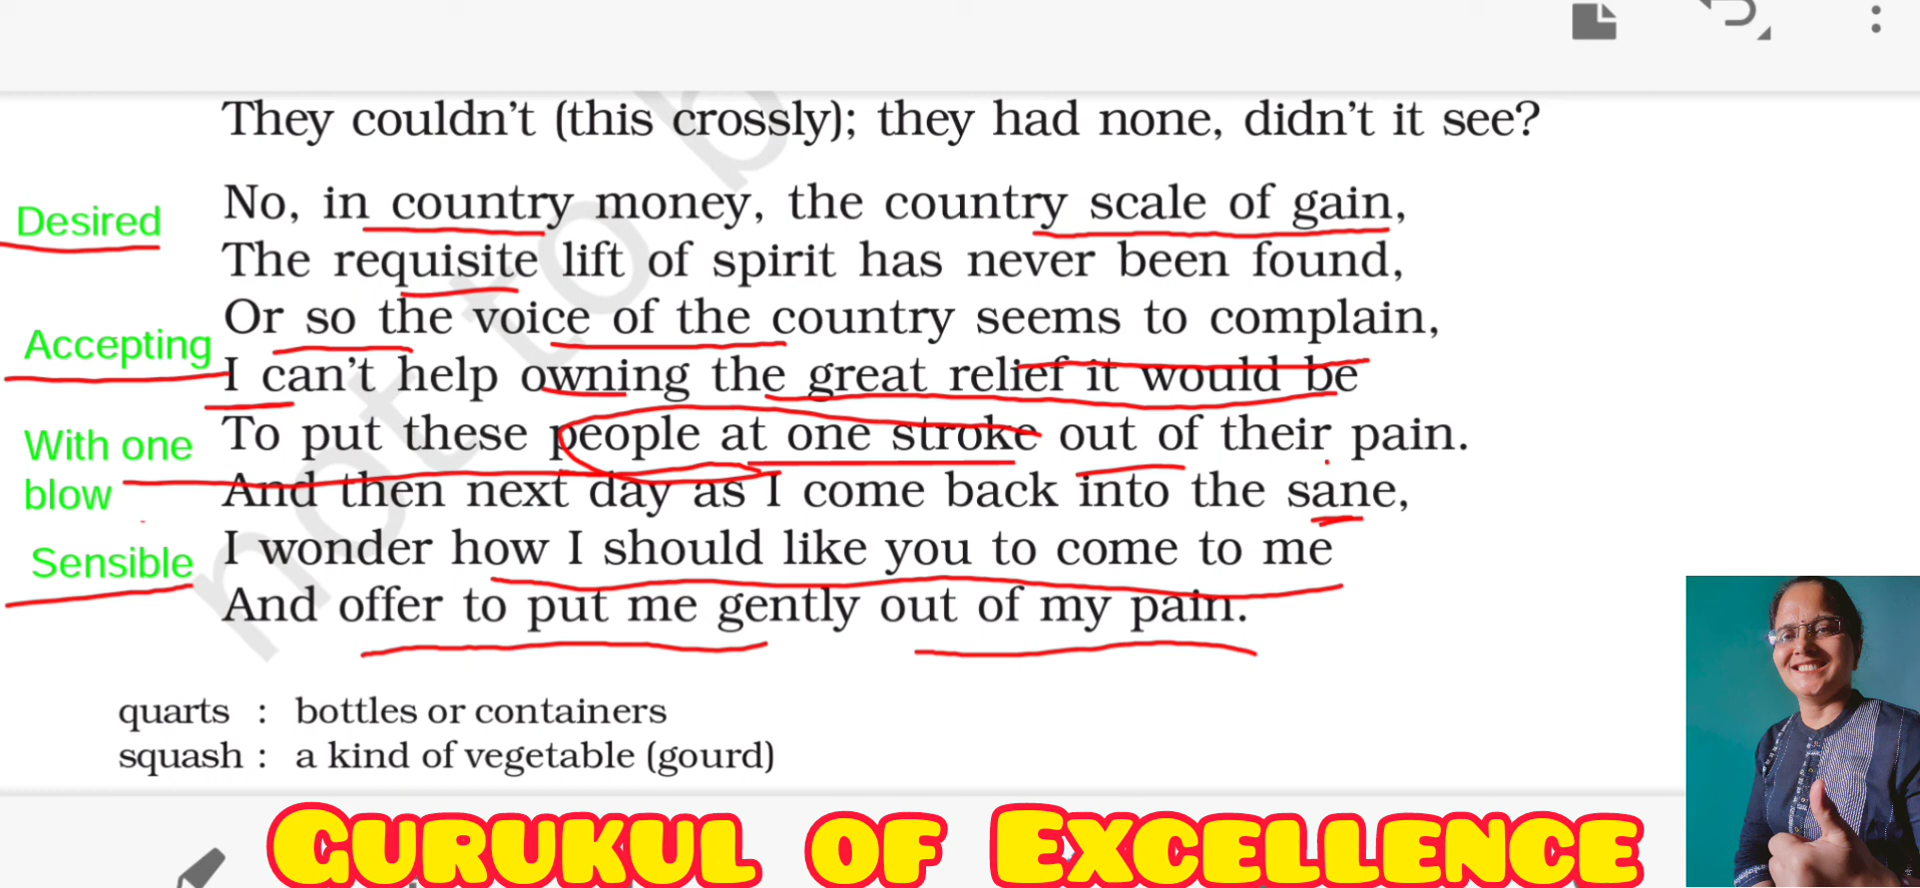 They couldn't (this crossly); they had none, didn't it see?
Desired
No, in country money, the country scale of gain,
The requisite lift of spirit has never been found,
Or so the voice of the country seems to complain,
Accepting
I can't help owning the great relief it would be
To put these people at one stroke out of their pain.
With one
blow
And then next day as I come back into the sane,
I wonder how I should like you to come to me
Sensible
And offer to put me gently out of my pain.
quarts : bottles or containers
squash : a kind of vegetable (gourd)
not to b
GURUKUL OF EXCELLENCE